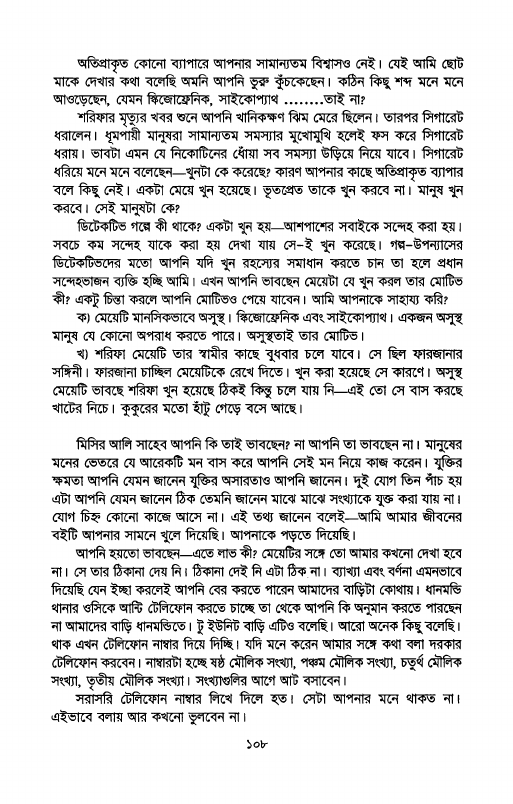 অতিপ্রাকৃত কোনো ব্যাপারে আপনার সামান্যতম বিশ্বাসও নেই। যেই আমি ছোট
মাকে দেখার কথা বলেছি অমনি আপনি ভুরু কুঁচকেছেন। কঠিন কিছু শব্দ মনে মনে
আওড়েছেন, যেমন স্কিজোফ্রেনিক, সাইকোপ্যাথ ........তাই না?
শরিফার মৃত্যুর খবর শুনে আপনি খানিকক্ষণ ঝিম মেরে ছিলেন। তারপর সিগারেট
ধরালেন। ধূমপায়ী মানুষরা সামান্যতম সমস্যার মুখোমুখি হলেই ফস করে সিগারেট
ধরায়। ভাবটা এমন যে নিকোটিনের ধোঁয়া সব সমস্যা উড়িয়ে নিয়ে যাবে। সিগারেট
ধরিয়ে মনে মনে বলেছেন—খুনটা কে করেছে? কারণ আপনার কাছে অতিপ্রাকৃত ব্যাপার
বলে কিছু নেই। একটা মেয়ে খুন হয়েছে। ভূতপ্রেত তাকে খুন করবে না। মানুষ খুন
করবে। সেই মানুষটা কে?
ডিটেকটিভ গল্পে কী থাকে? একটা খুন হয়—আশপাশের সবাইকে সন্দেহ করা হয়।
সবচে কম সন্দেহ যাকে করা হয় দেখা যায় সে-ই খুন করেছে। গল্প-উপন্যাসের
ডিটেকটিভদের মতো আপনি যদি খুন রহস্যের সমাধান করতে চান তা হলে প্রধান
সন্দেহভাজন ব্যক্তি হচ্ছি আমি। এখন আপনি ভাবছেন মেয়েটা যে খুন করল তার মোটিভ
কী? একটু চিন্তা করলে আপনি মোটিভও পেয়ে যাবেন। আমি আপনাকে সাহায্য করি?
ক) মেয়েটি মানসিকভাবে অসুস্থ। স্কিজোফ্রেনিক এবং সাইকোপ্যাথ। একজন অসুস্থ
মানুষ যে কোনো অপরাধ করতে পারে। অসুস্থতাই তার মোটিভ।
খ) শরিফা মেয়েটি তার স্বামীর কাছে বুধবার চলে যাবে। সে ছিল ফারজানার
সঙ্গিনী। ফারজানা চাচ্ছিল মেয়েটিকে রেখে দিতে। খুন করা হয়েছে সে কারণে। অসুস্থ
মেয়েটি ভাবছে শরিফা খুন হয়েছে ঠিকই কিন্তু চলে যায় নি—এই তো সে বাস করছে
খাটের নিচে। কুকুরের মতো হাঁটু গেড়ে বসে আছে।
মিসির আলি সাহেব আপনি কি তাই ভাবছেন? না আপনি তা ভাবছেন না। মানুষের
মনের ভেতরে যে আরেকটি মন বাস করে আপনি সেই মন নিয়ে কাজ করেন। যুক্তির
ক্ষমতা আপনি যেমন জানেন যুক্তির অসারতাও আপনি জানেন। দুই যোগ তিন পাঁচ হয়
এটা আপনি যেমন জানেন ঠিক তেমনি জানেন মাঝে মাঝে সংখ্যাকে যুক্ত করা যায় না।
যোগ চিহ্ন কোনো কাজে আসে না। এই তথ্য জানেন বলেই—আমি আমার জীবনের
বইটি আপনার সামনে খুলে দিয়েছি। আপনাকে পড়তে দিয়েছি।
আপনি হয়তো ভাবছেন—এতে লাভ কী? মেয়েটির সঙ্গে তো আমার কখনো দেখা হবে
না। সে তার ঠিকানা দেয় নি। ঠিকানা দেই নি এটা ঠিক না। ব্যাখ্যা এবং বর্ণনা এমনভাবে
দিয়েছি যেন ইচ্ছা করলেই আপনি বের করতে পারেন আমাদের বাড়িটা কোথায়। ধানমন্ডি
থানার ওসিকে আন্টি টেলিফোন করতে চাচ্ছে তা থেকে আপনি কি অনুমান করতে পারছেন
না আমাদের বাড়ি ধানমন্ডিতে। টু ইউনিট বাড়ি এটিও বলেছি। আরো অনেক কিছু বলেছি।
থাক এখন টেলিফোন নাম্বার দিয়ে দিচ্ছি। যদি মনে করেন আমার সঙ্গে কথা বলা দরকার
টেলিফোন করবেন। নাম্বারটা হচ্ছে ষষ্ঠ মৌলিক সংখ্যা, পঞ্চম মৌলিক সংখ্যা, চতুর্থ মৌলিক
সংখ্যা, তৃতীয় মৌলিক সংখ্যা। সংখ্যাগুলির আগে আট বসাবেন।
সরাসরি টেলিফোন নাম্বার লিখে দিলে হত। সেটা আপনার মনে থাকত না।
এইভাবে বলায় আর কখনো ভুলবেন না।
১০৮